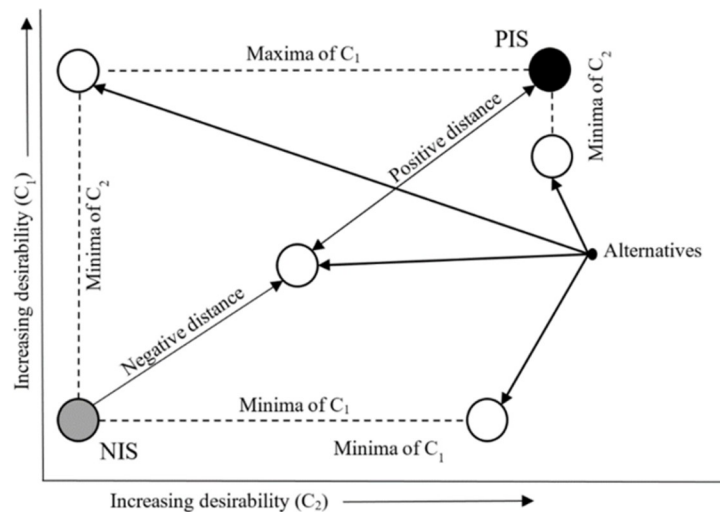 PIS
Maxima of C₁
Minima of C₂
Positive distance
Increasing desirability (C₁)
Minima of C₂
Alternatives
Negative distance
Minima of C₁
NIS
Minima of C₁
Increasing desirability (C₂)